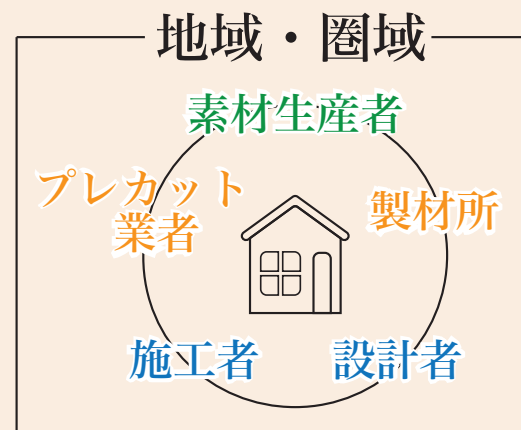 地域・圏域
素材生産者
プレカット
業者
製材所
施工者
設計者